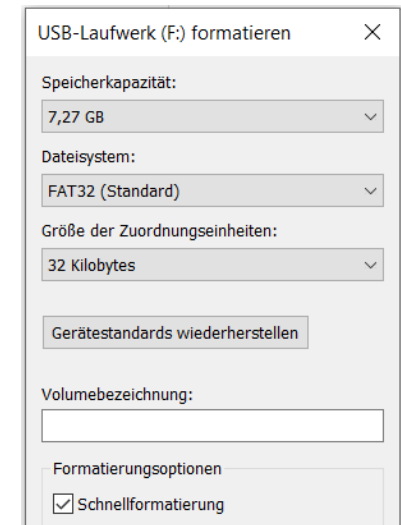 USB-Laufwerk (F:) formatieren
Speicherkapazität:
7,27 GB
Dateisystem:
FAT32 (Standard)
Größe der Zuordnungseinheiten:
32 Kilobytes
Gerätestandards wiederherstellen
Volumebezeichnung:
Formatierungsoptionen
Schnellformatierung